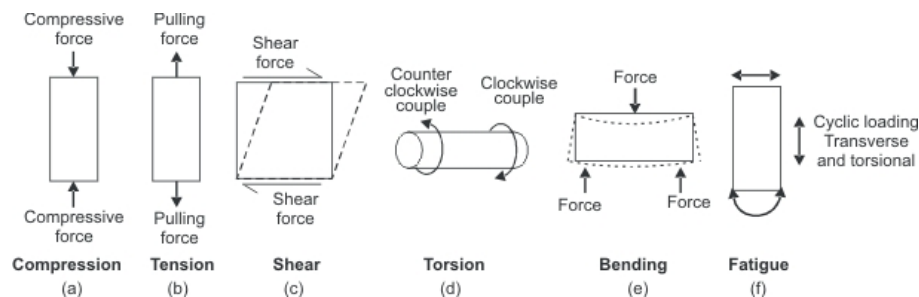 Compressive
force
Compressive
force
Compression
(a)
Pulling
force
Pulling
force
Tension
(b)
Shear
force
Shear
force
Shear
(c)
Counter
clockwise
couple
Clockwise
couple
Torsion
(d)
Force
Force
Force
Bending
(e)
Cyclic loading
Transverse
and torsional
Fatigue
(f)